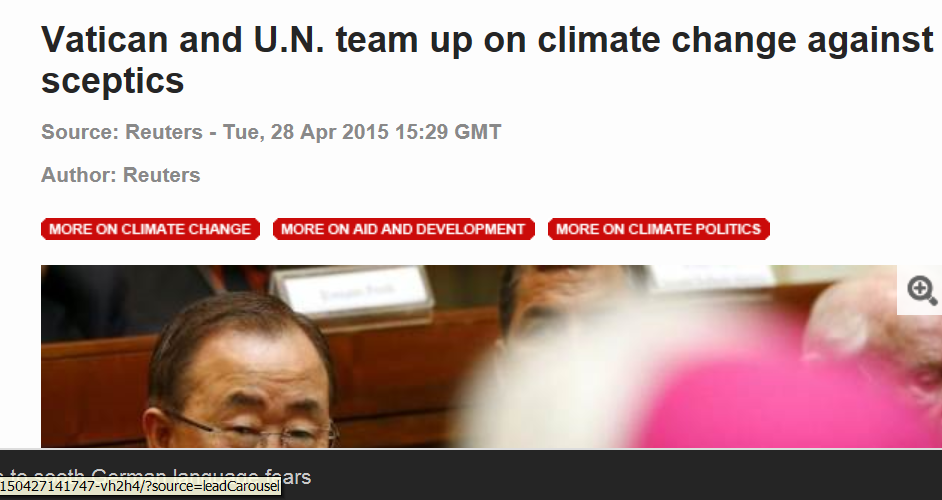 Vatican and U.N. team up on climate change against
sceptics
Source: Reuters - Tue, 28 Apr 2015 15:29 GMT
Author: Reuters
MORE ON CLIMATE CHANGE MORE ON AID AND DEVELOPMENT MORE ON CLIMATE POLITICS
to sooth German language fears
150427141747-vh2h4/?source=leadCarousel